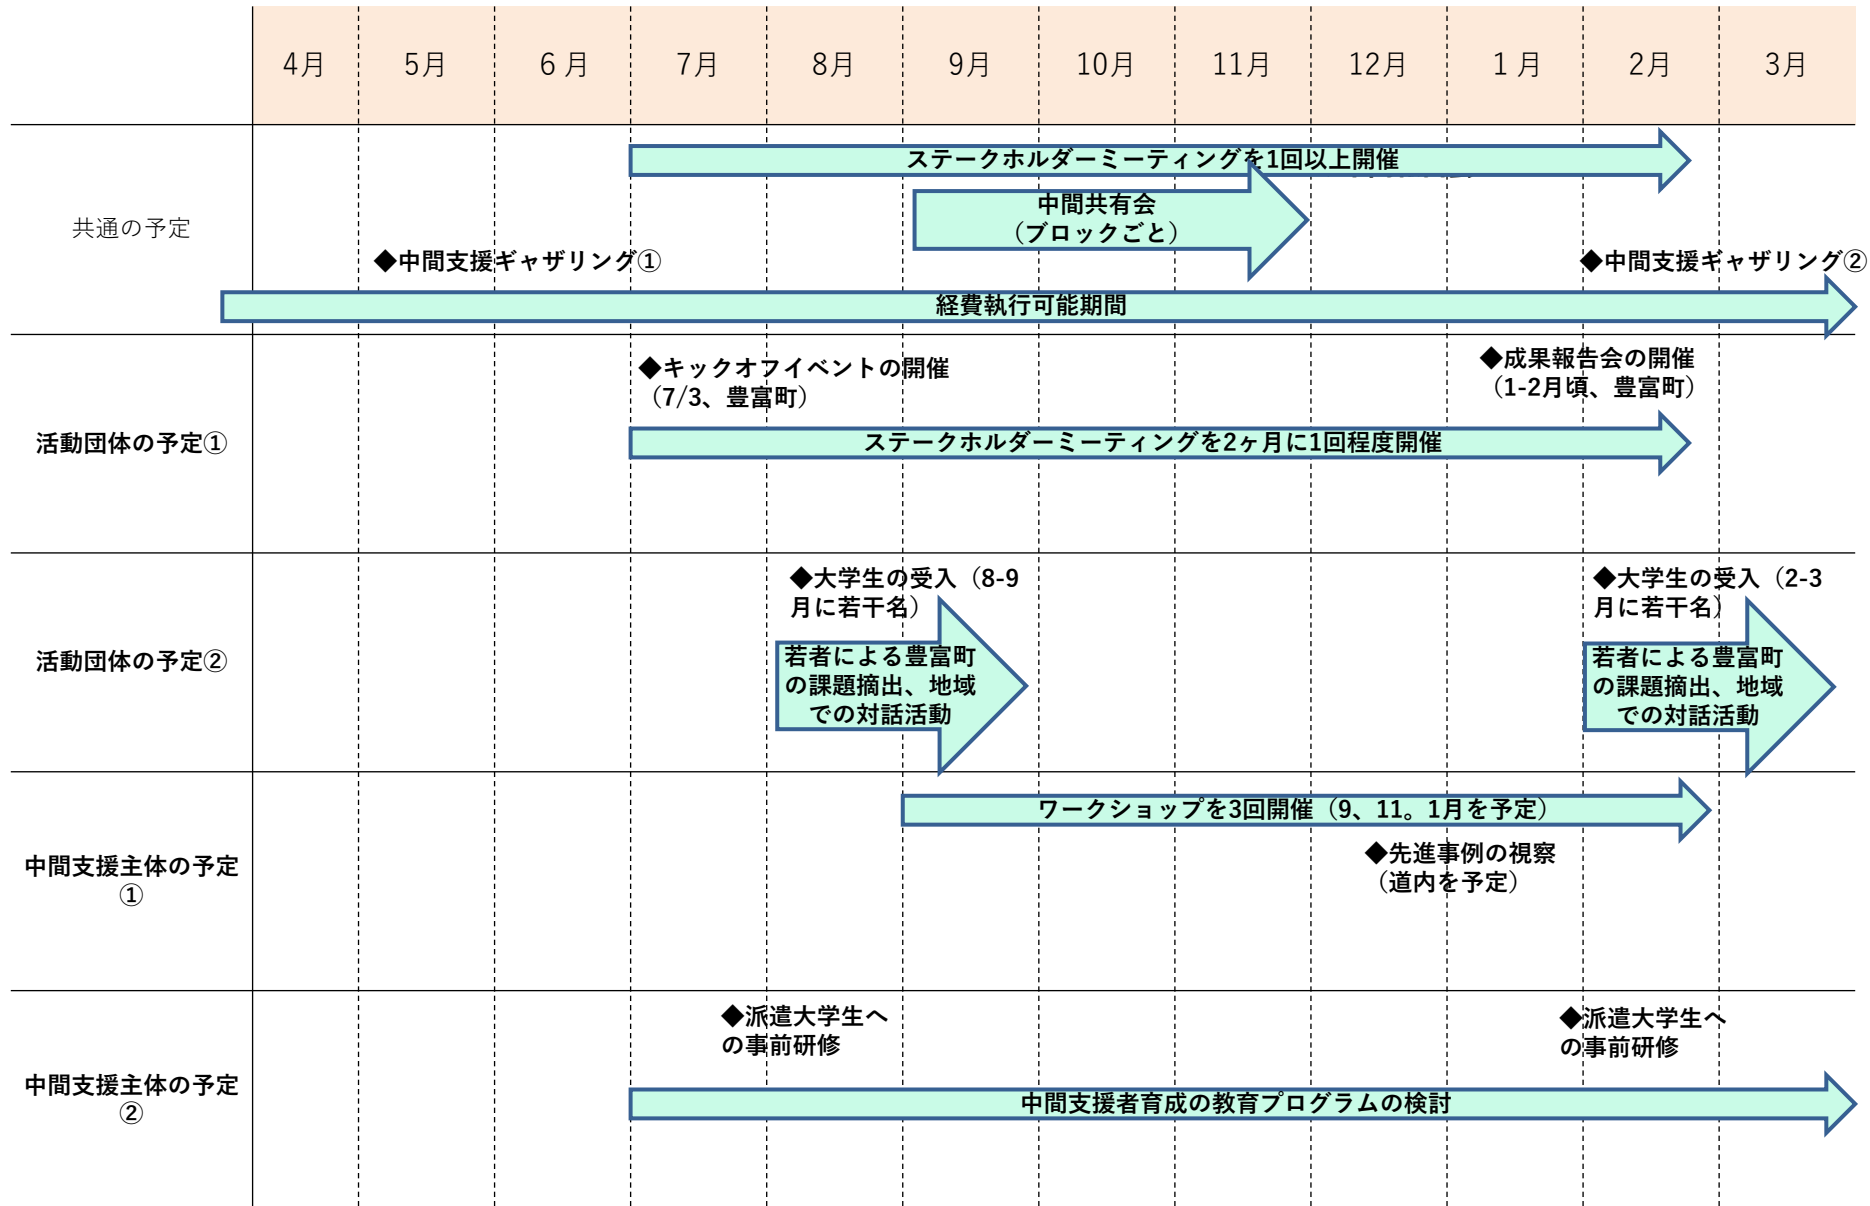 4月 5月 6月 7月 8月 9月 10月 11月 12月 1月 2月 3月
共通の予定
ステークホルダーミーティングを1回以上開催
中間共有会
（ブロックごと）
◆中間支援ギャザリング①
◆中間支援ギャザリング②
経費執行可能期間
活動団体の予定①
◆キックオフイベントの開催
（7/3、豊富町）
◆成果報告会の開催
（1-2月頃、豊富町）
ステークホルダーミーティングを2ヶ月に1回程度開催
活動団体の予定②
◆大学生の受入（8-9
月に若干名）
若者による豊富町
の課題摘出、地域
での対話活動
◆大学生の受入（2-3
月に若干名）
若者による豊富町
の課題摘出、地域
での対話活動
中間支援主体の予定
①
ワークショップを3回開催（9、11。1月を予定）
◆先進事例の視察
（道内を予定）
中間支援主体の予定
②
◆派遣大学生へ
の事前研修
◆派遣大学生へ
の事前研修
中間支援者育成の教育プログラムの検討